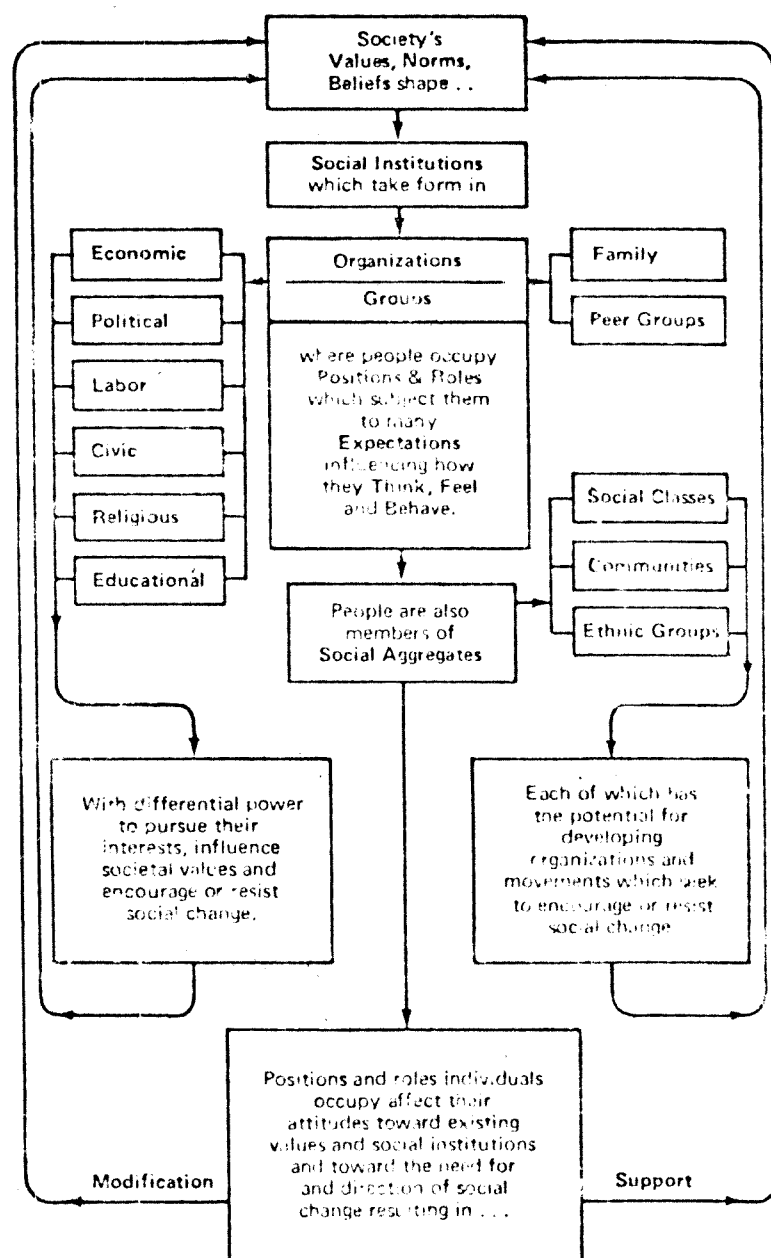 Society's
Values, Norms,
Beliefs shape . .
Social Institutions
which take form in
Organizations
Groups
where people occupy
Positions & Roles
which subject them
to many
Expectations
influencing how
they Think, Feel
and Behave.
Economic
Political
Labor
Civic
Religious
Educational
Family
Peer Groups
Social Classes
Communities
Ethnic Groups
People are also
members of
Social Aggregates
With differential power
to pursue their
interests, influence
societal values and
encourage or resist
social change.
Each of which has
the potential for
developing
organizations and
movements which seek
to encourage or resist
social change
Positions and roles individuals
occupy affect their
attitudes toward existing
values and social institutions
and toward the need for
and direction of social
change resulting in . . .
Modification
Support